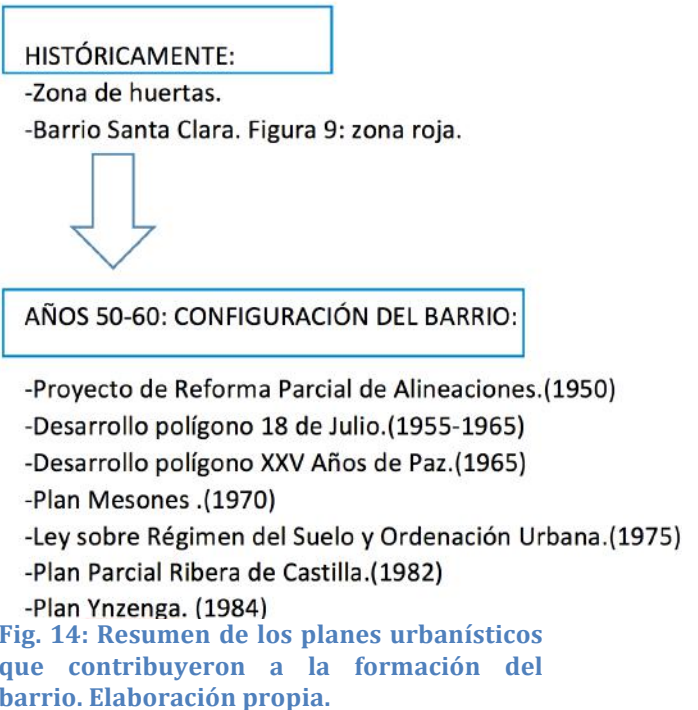 HISTÓRICAMENTE:
-Zona de huertas.
-Barrio Santa Clara. Figura 9: zona roja.
AÑOS 50-60: CONFIGURACIÓN DEL BARRIO:
-Proyecto de Reforma Parcial de Alineaciones.(1950)
-Desarrollo polígono 18 de Julio.(1955-1965)
-Desarrollo polígono XXV Años de Paz.(1965)
-Plan Mesones .(1970)
-Ley sobre Régimen del Suelo y Ordenación Urbana.(1975)
-Plan Parcial Ribera de Castilla.(1982)
-Plan Ynzenga. (1984)
Fig. 14: Resumen de los planes urbanísticos
que contribuyeron a la formación del
barrio. Elaboración propia.